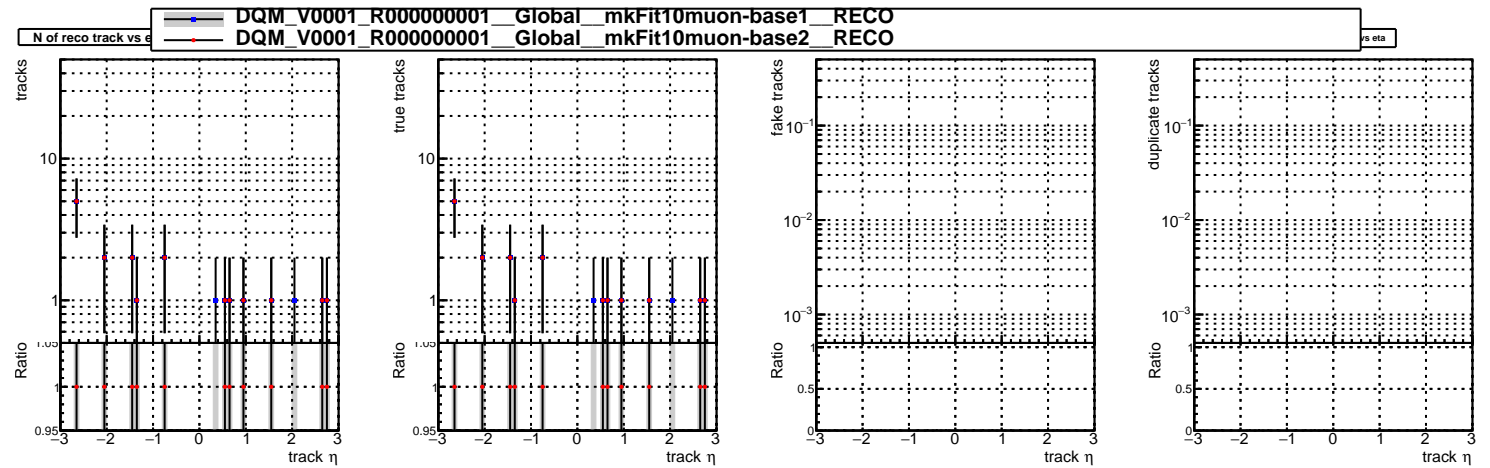 DQM_V0001_R000000001__Global__mkFit10muon-base1__RECO
DQM_V0001_R000000001__Global__mkFit10muon-base2__RECO
N of reco track vs e
vs eta
tracks
10
1
1.05
Ratio
1
0.95
−3 −2 −1 0 1 2 3
track η
true tracks
10
1
1.05
Ratio
1
0.95
−3 −2 −1 0 1 2 3
track η
fake tracks
10−1
10−2
10−3
Ratio
1
0.5
0
−3 −2 −1 0 1 2 3
track η
duplicate tracks
10−1
10−2
10−3
Ratio
1
0.5
0
−3 −2 −1 0 1 2 3
track η